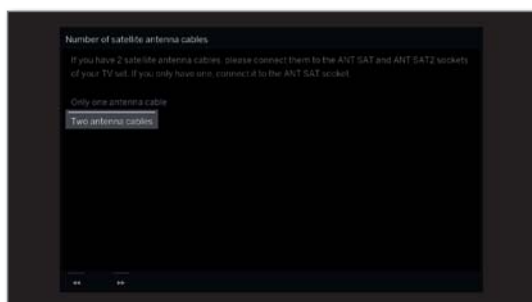 Number of satellite antenna cables
If you have 2 satellite antenna cables, please connect them to the ANT SAT and ANT SAT2 sockets
of your TV set. If you only have one, connect it to the ANT SAT socket.
Only one antenna cable
Two antenna cables